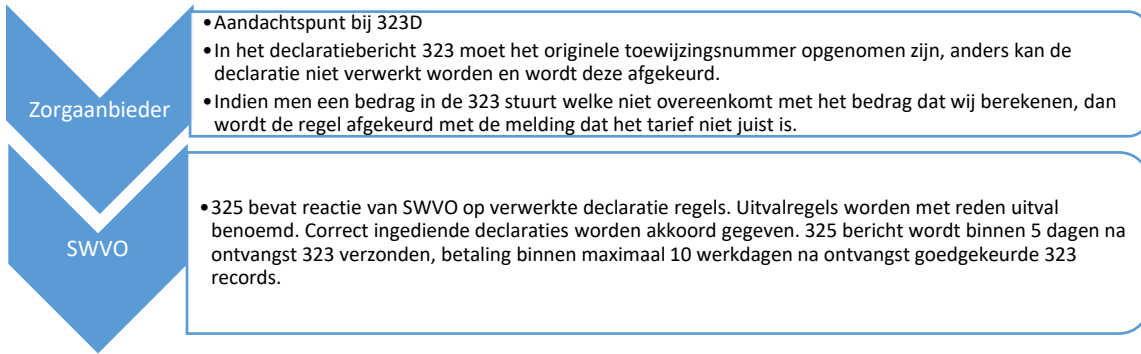 •Aandachtspunt bij 323D
•In het declaratiebericht 323 moet het originele toewijzingsnummer opgenomen zijn, anders kan de
declaratie niet verwerkt worden en wordt deze afgekeurd.
•Indien men een bedrag in de 323 stuurt welke niet overeenkomt met het bedrag dat wij berekenen, dan
wordt de regel afgekeurd met de melding dat het tarief niet juist is.
Zorgaanbieder
•325 bevat reactie van SWVO op verwerkte declaratie regels. Uitvalregels worden met reden uitval
benoemd. Correct ingediende declaraties worden akkoord gegeven. 325 bericht wordt binnen 5 dagen na
ontvangst 323 verzonden, betaling binnen maximaal 10 werkdagen na ontvangst goedgekeurde 323
records.
SWVO